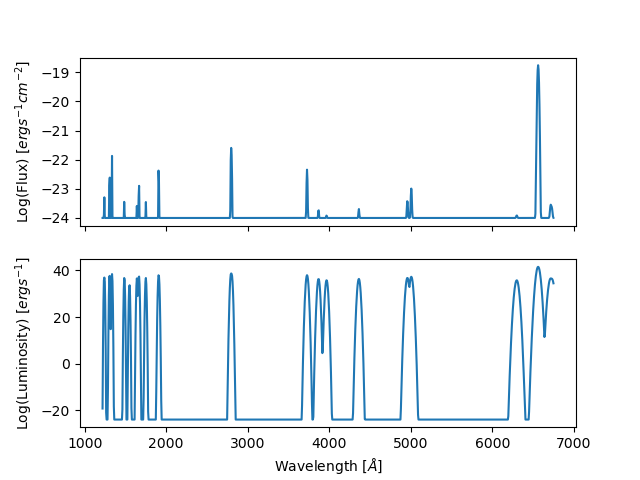 Log(Flux) [ergs⁻¹cm⁻²]
−19
−20
−21
−22
−23
−24
Log(Luminosity) [ergs⁻¹]
40
20
0
−20
1000 2000 3000 4000 5000 6000 7000
Wavelength [Å]